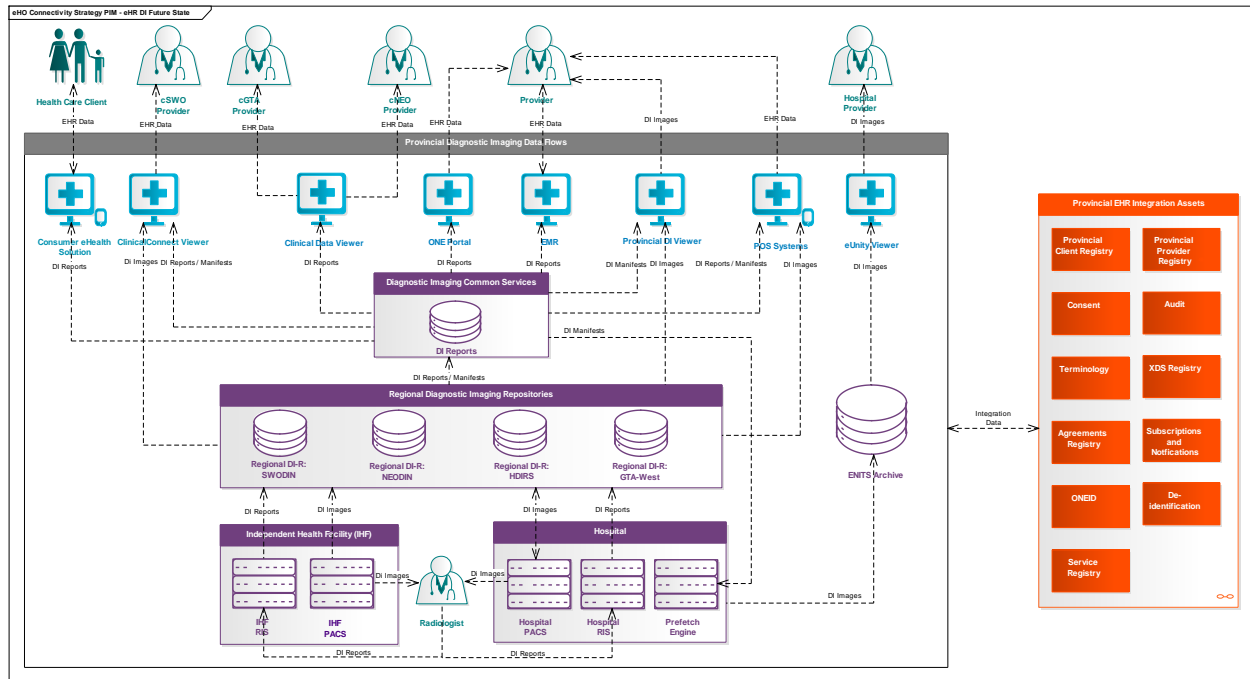 eHO Connectivity Strategy PIM - eHR DI Future State
Health Care Client
cSWO
Provider
cGTA
Provider
cNEO
Provider
Provider
Hospital
Provider
EHR Data
EHR Data
EHR Data
EHR Data
EHR Data
EHR Data
DI Images
EHR Data
DI Images
Provincial Diagnostic Imaging Data Flows
Consumer eHealth
Solution
ClinicalConnect Viewer
Clinical Data Viewer
ONE Portal
EMR
Provincial DI Viewer
POS Systems
eUnity Viewer
DI Reports
DI Images
DI Reports / Manifests
DI Reports
DI Reports
DI Reports
DI Manifests
DI Images
DI Reports / Manifests
DI Images
DI Images
Diagnostic Imaging Common Services
DI Reports
DI Manifests
DI Reports / Manifests
Regional Diagnostic Imaging Repositories
Regional DI-R:
SWODIN
Regional DI-R:
NEODIN
Regional DI-R:
HDIRS
Regional DI-R:
GTA-West
ENITS Archive
DI Reports
DI Images
DI Images
DI Reports
Independent Health Facility (IHF)
IHF
RIS
IHF
PACS
DI Images
Radiologist
DI Images
Hospital
Hospital
PACS
Hospital
RIS
Prefetch
Engine
DI Images
DI Reports
DI Reports
Integration
Data
Provincial EHR Integration Assets
Provincial
Client Registry
Provincial
Provider
Registry
Consent
Audit
Terminology
XDS Registry
Agreements
Registry
Subscriptions
and
Notfications
ONEID
De-
identification
Service
Registry